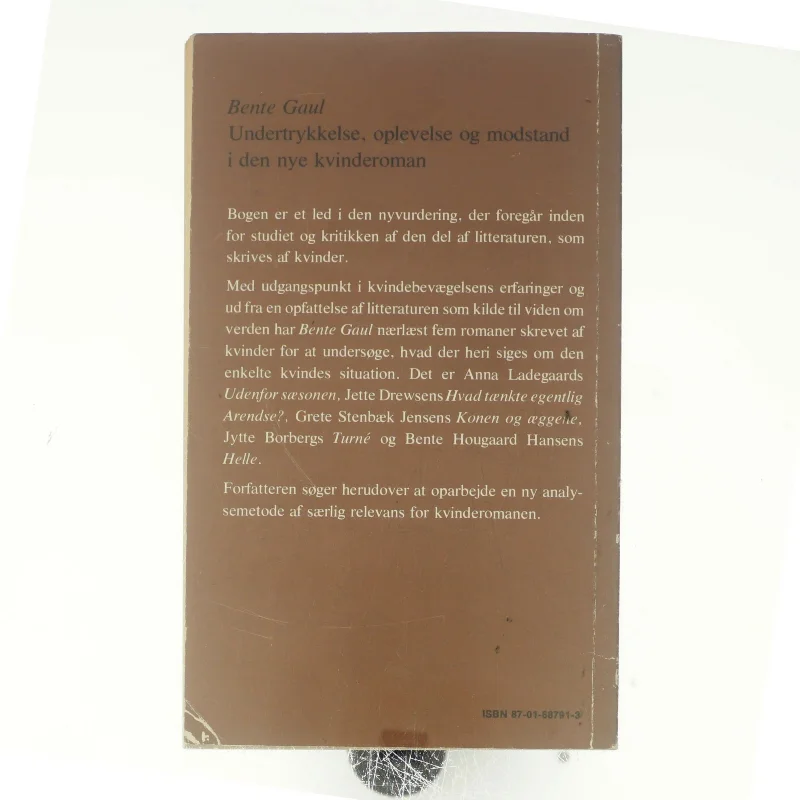 Bente Gaul
Undertrykkelse, oplevelse og modstand
i den nye kvinderoman
Bogen er et led i den nyvurdering, der foregår inden
for studiet og kritikken af den del af litteraturen, som
skrives af kvinder.
Med udgangspunkt i kvindebevægelsens erfaringer og
ud fra en opfattelse af litteraturen som kilde til viden om
verden har Bente Gaul nærlæst fem romaner skrevet af
kvinder for at undersøge, hvad der heri siges om den
enkelte kvindes situation. Det er Anna Ladegaards
Udenfor sæsonen, Jette Drewsens Hvad tænkte egentlig
Arendse?, Grete Stenbæk Jensens Konen og æggene,
Jytte Borbergs Turné og Bente Hougaard Hansens
Helle.
Forfatteren søger herudover at oparbejde en ny analy-
semetode af særlig relevans for kvinderomanen.
ISBN 87-01-68791-3